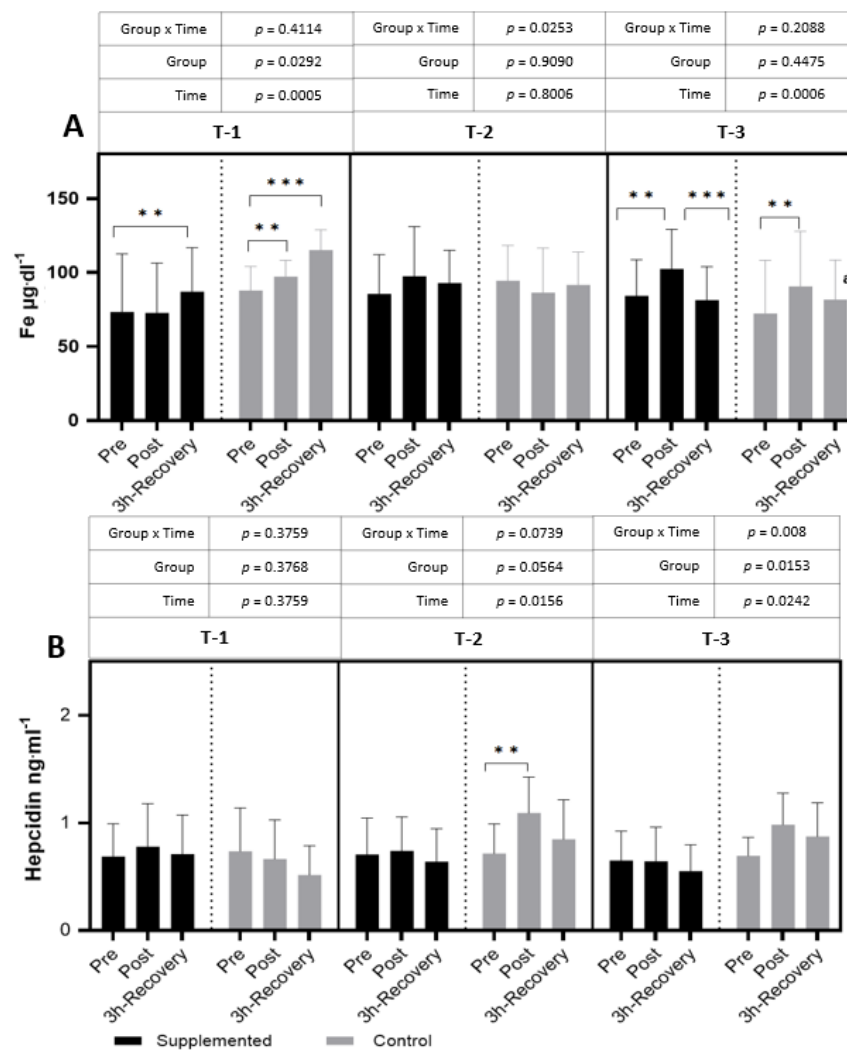 Group x Time p = 0.4114 Group x Time p = 0.0253 Group x Time p = 0.2088
Group p = 0.0292 Group p = 0.9090 Group p = 0.4475
Time p = 0.0005 Time p = 0.8006 Time p = 0.0006
A T-1 T-2 T-3
Fe µg·dl-1
150
100
50
0
** *** ** ** *** **
a
Pre Post 3h-Recovery Pre Post 3h-Recovery Pre Post 3h-Recovery Pre Post 3h-Recovery Pre Post 3h-Recovery Pre Post 3h-Recovery
Group x Time p = 0.3759 Group x Time p = 0.0739 Group x Time p = 0.008
Group p = 0.3768 Group p = 0.0564 Group p = 0.0153
Time p = 0.3759 Time p = 0.0156 Time p = 0.0242
B T-1 T-2 T-3
Hepcidin ng·ml-1
2
1
0
**
Pre Post 3h-Recovery Pre Post 3h-Recovery Pre Post 3h-Recovery Pre Post 3h-Recovery Pre Post 3h-Recovery Pre Post 3h-Recovery
Supplemented Control